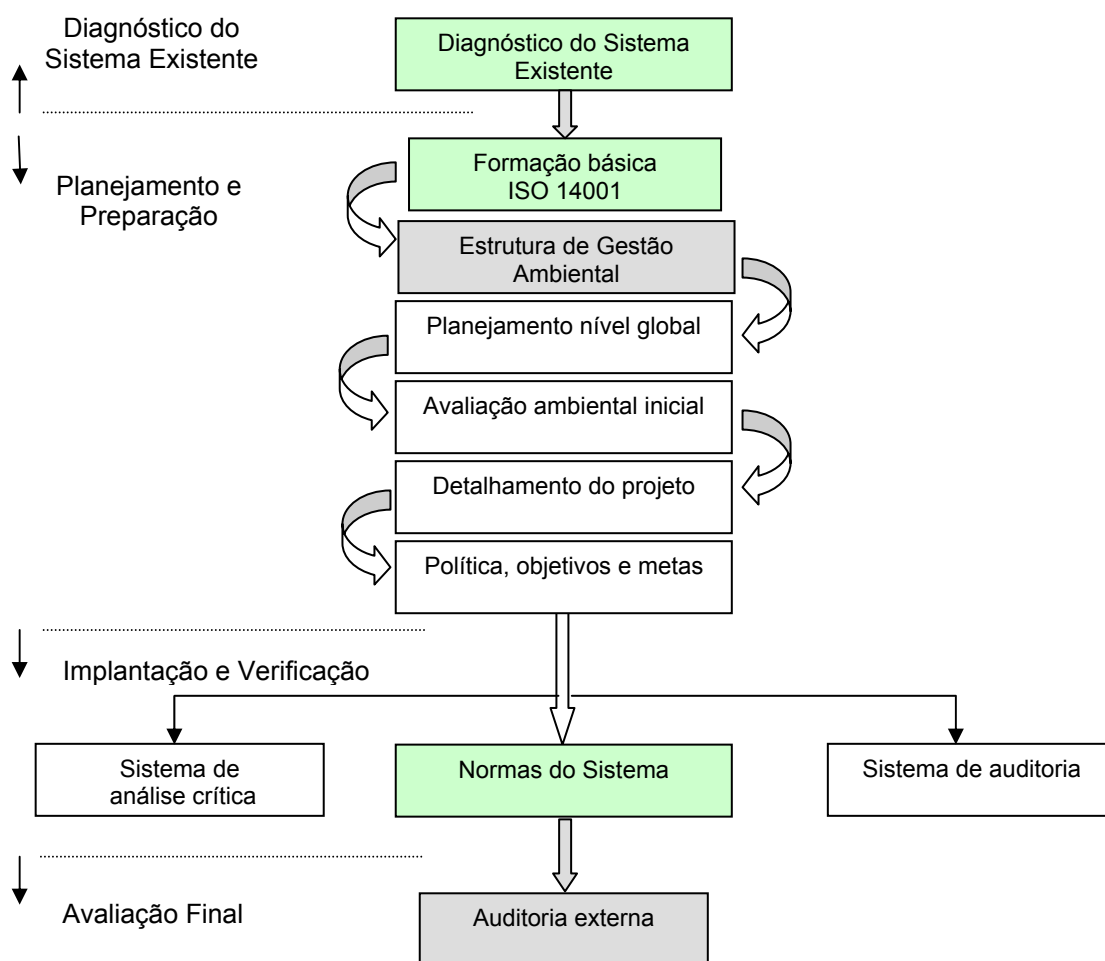 Diagnóstico do
Sistema Existente
Diagnóstico do Sistema
Existente
Planejamento e
Preparação
Formação básica
ISO 14001
Estrutura de Gestão
Ambiental
Planejamento nível global
Avaliação ambiental inicial
Detalhamento do projeto
Política, objetivos e metas
Implantação e Verificação
Sistema de
análise crítica
Normas do Sistema
Sistema de auditoria
Avaliação Final
Auditoria externa